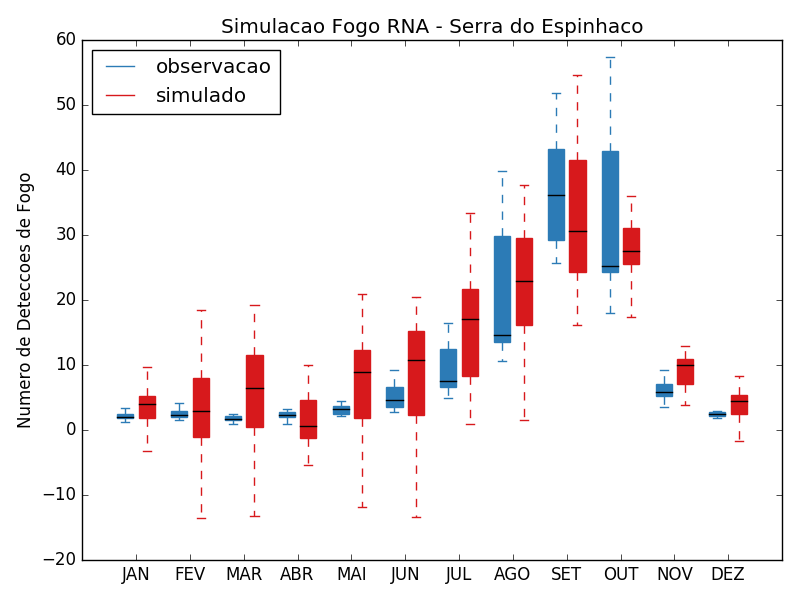 Simulacao Fogo RNA - Serra do Espinhaco
60
50
40
30
20
10
0
−10
−20
Numero de Deteccoes de Fogo
observacao
simulado
JAN FEV MAR ABR MAI JUN JUL AGO SET OUT NOV DEZ